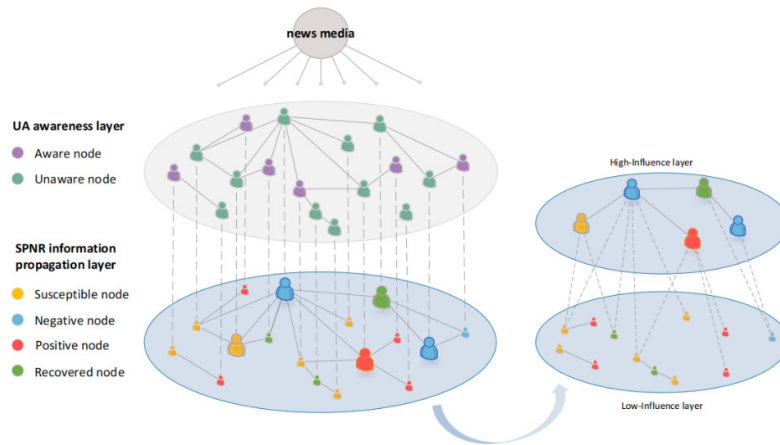 news media
UA awareness layer
Aware node
Unaware node
SPNR information
propagation layer
Susceptible node
Negative node
Positive node
Recovered node
High-Influence layer
Low-Influence layer